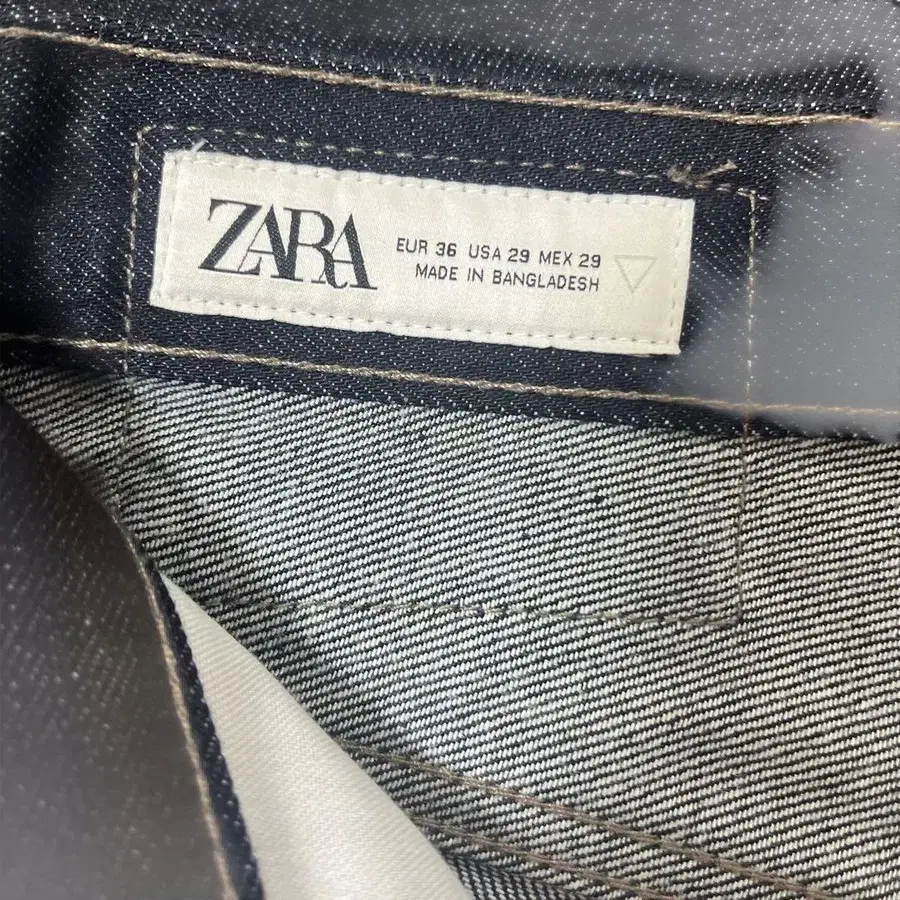 ZARA
EUR 36 USA 29 MEX 29
MADE IN BANGLADESH